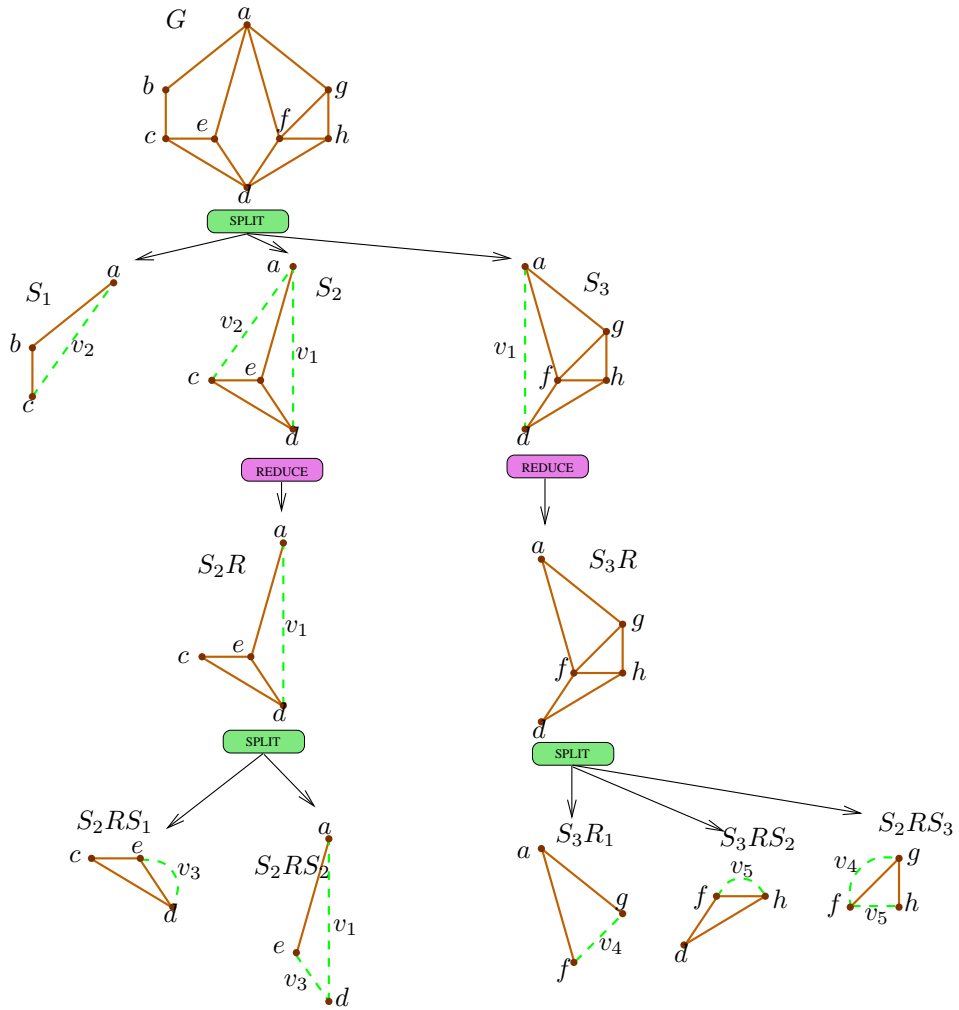 G
a
b
g
c
e
f
h
d
SPLIT
S₁
a
b
v₂
c
S₂
a
v₂
v₁
c
e
d
S₃
a
g
v₁
f
h
d
REDUCE
REDUCE
S₂R
a
v₁
c
e
d
S₃R
a
g
f
h
d
SPLIT
SPLIT
S₂RS₁
c
e
v₃
d
S₂RS₂
a
v₁
e
v₃
d
S₃R₁
a
g
v₄
f
S₃RS₂
v₅
f
h
d
S₂RS₃
g
v₄
f
v₅
h